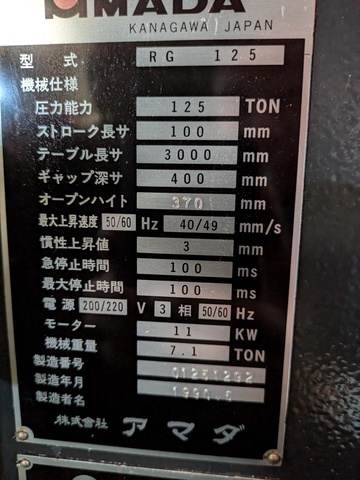 AMADA
KANAGAWA JAPAN
型式 RG 125
機械仕様
圧力能力 125 TON
ストローク長サ 100 mm
テーブル長サ 3000 mm
ギャップ深サ 400 mm
オープンハイト 370 mm
最大上昇速度 50/60 Hz 40/49 mm/s
慣性上昇値 3 mm
急停止時間 100 ms
最大停止時間 100 ms
電源 200/220 V 3 相 50/60 Hz
モーター 11 KW
機械重量 7.1 TON
製造番号 01251292
製造年月 1990.6
製造者名
株式会社 アマダ